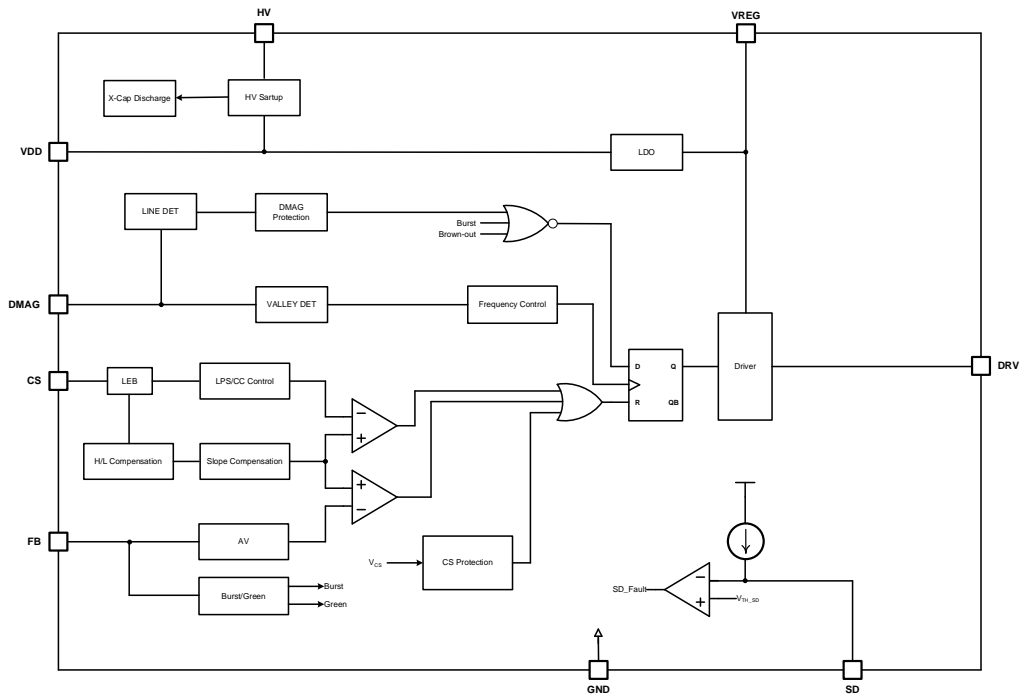 HV
VREG
X-Cap Discharge
HV Sartup
VDD
LDO
LINE DET
DMAG
Protection
Burst
Brown-out
DMAG
VALLEY DET
Frequency Control
D
Q
Driver
DRV
R
QB
CS
LEB
LPS/CC Control
H/L Compensation
Slope Compensation
FB
AV
VCS
CS Protection
Burst/Green
Burst
Green
SD_Fault
VTH_SD
GND
SD